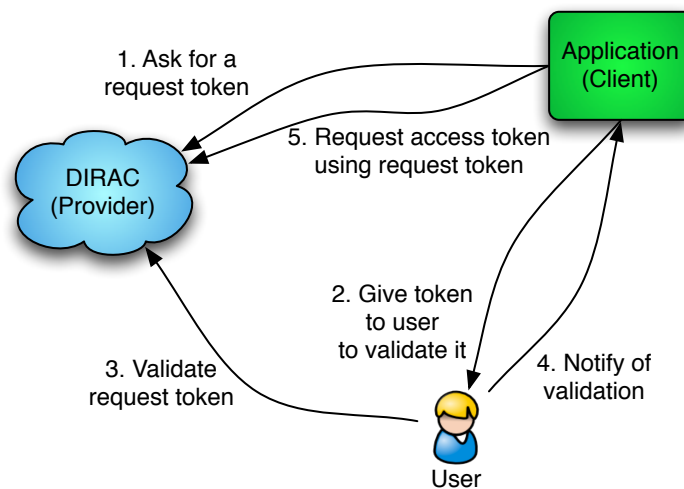 1. Ask for a
request token
Application
(Client)
5. Request access token
using request token
DIRAC
(Provider)
2. Give token
to user
to validate it
3. Validate
request token
4. Notify of
validation
User